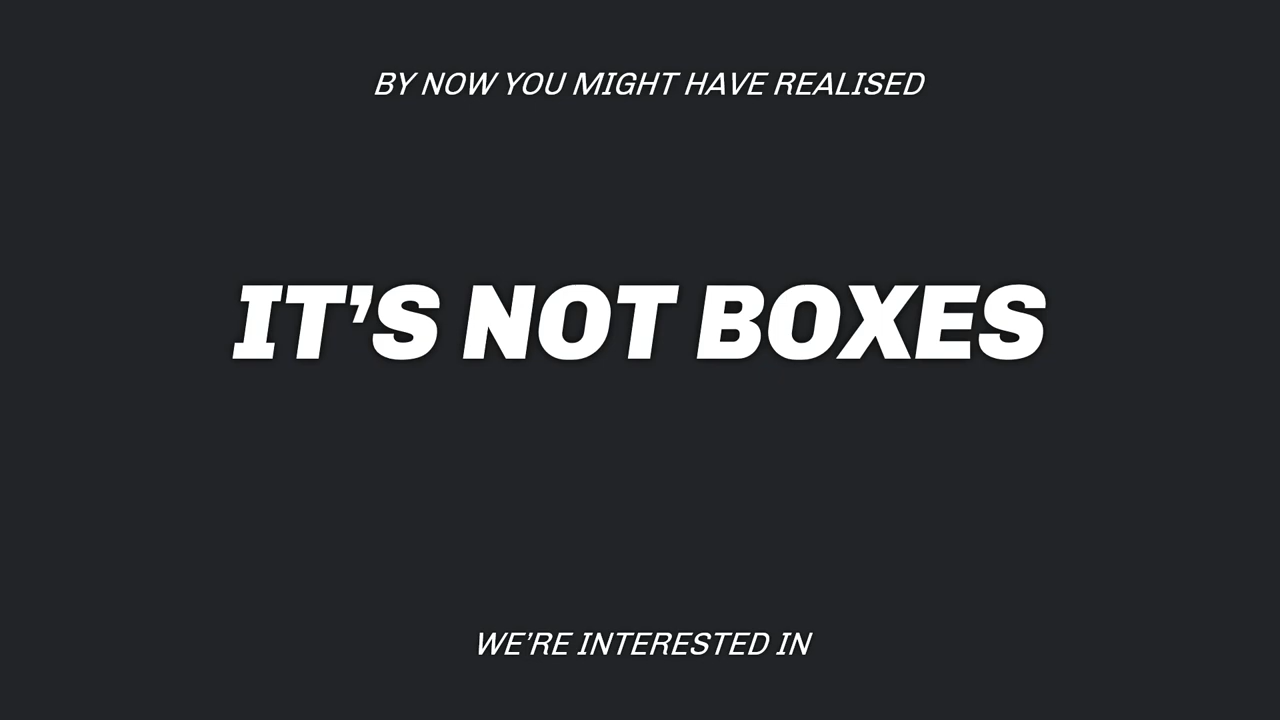 BY NOW YOU MIGHT HAVE REALISED
IT’S NOT BOXES
WE’RE INTERESTED IN